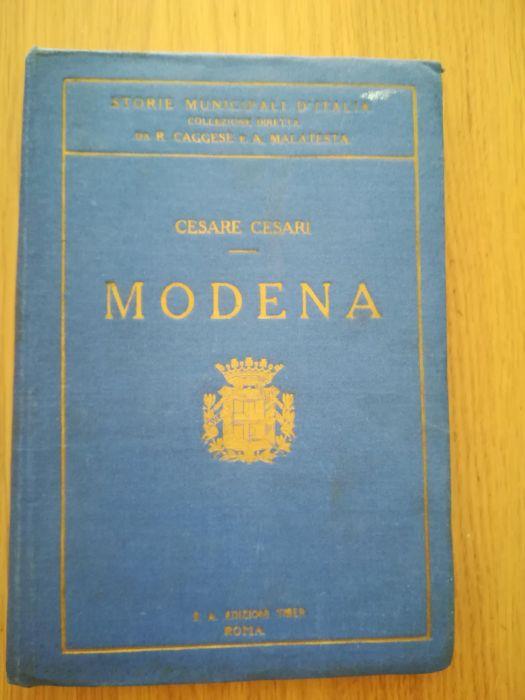 STORIE MUNICIPALI D'ITALIA
COLLEZIONE DIRETTA
DA R. CAGGESE E A. MALATESTA
CESARE CESARI
MODENA
S. A. EDIZIONI TIBER
ROMA